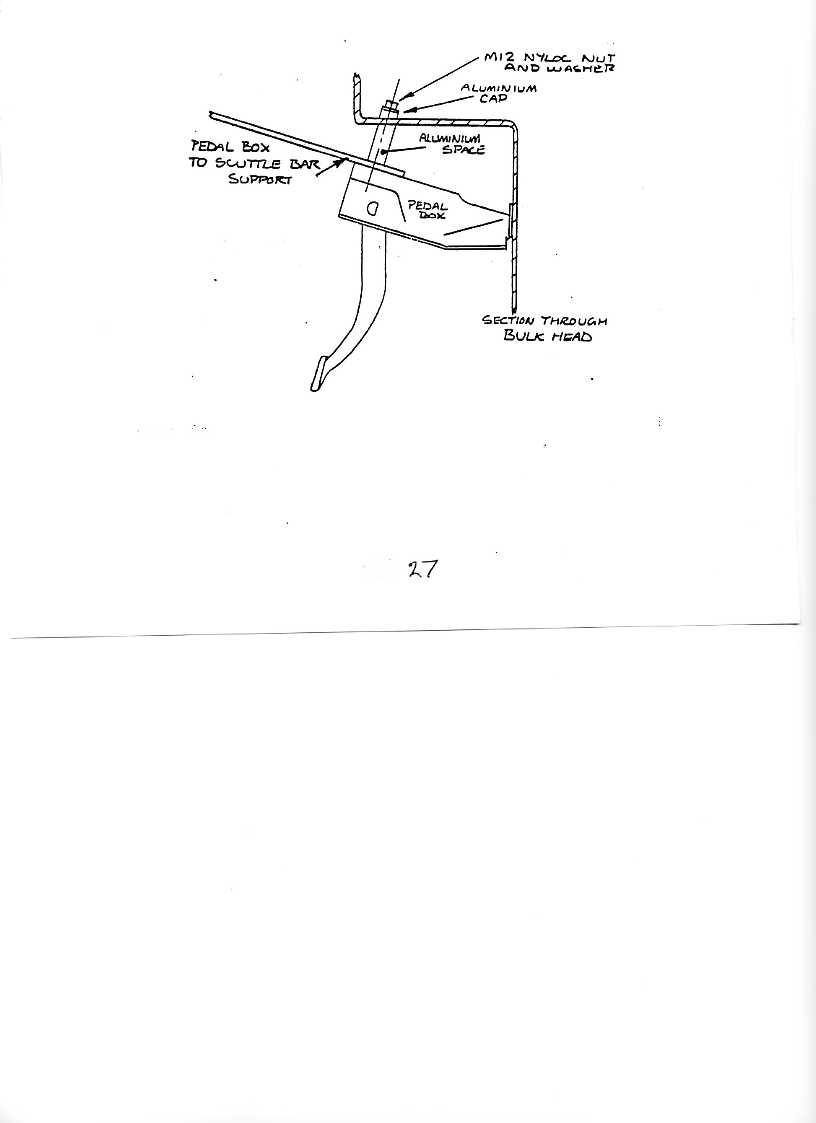 M12 NYLOC NUT
AND WASHER
ALUMINIUM
CAP
ALUMINIUM
SPACE
PEDAL BOX
TO SCUTTLE BAR
SUPPORT
PEDAL
BOX
SECTION THROUGH
BULK HEAD
27